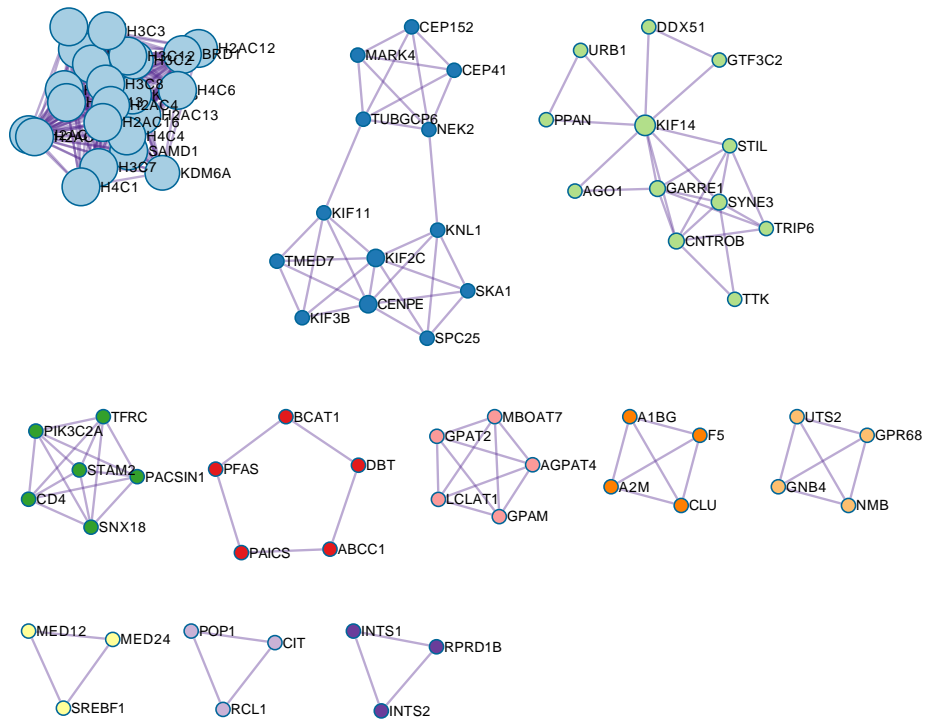 H3C3
H2AC12
H3C12
H3C2
BRD1
H3C8
H4C6
H2AC4
H2AC13
H2AC16
H4C4
SAMD1
H3C7
KDM6A
H4C1
CEP152
MARK4
CEP41
TUBGCP6
NEK2
KIF11
KNL1
TMED7
KIF2C
SKA1
CENPE
KIF3B
SPC25
DDX51
URB1
GTF3C2
PPAN
KIF14
STIL
AGO1
GARRE1
SYNE3
TRIP6
CNTROB
TTK
TFRC
PIK3C2A
STAM2
PACSIN1
CD4
SNX18
BCAT1
PFAS
DBT
PAICS
ABCC1
MBOAT7
GPAT2
AGPAT4
LCLAT1
GPAM
A1BG
F5
A2M
CLU
UTS2
GPR68
GNB4
NMB
MED12
MED24
SREBF1
POP1
CIT
RCL1
INTS1
RPRD1B
INTS2